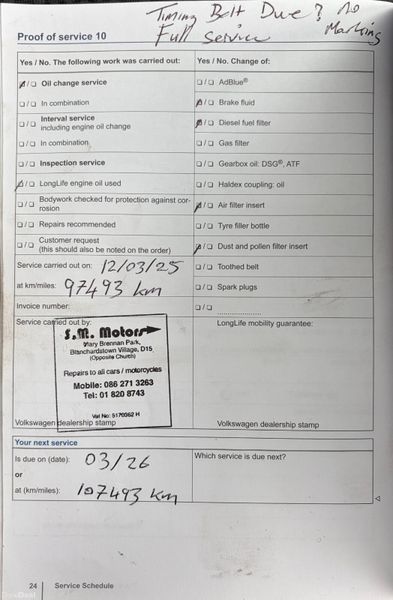 Timing Belt Due? No
Marking
Full Service
Proof of service 10
Yes / No. The following work was carried out:
☑/❏ Oil change service
❏/❏ In combination
❏/❏ Interval service
including engine oil change
❏/❏ In combination
❏/❏ Inspection service
☑/❏ LongLife engine oil used
❏/❏ Bodywork checked for protection against cor-
rosion
❏/❏ Repairs recommended
❏/❏ Customer request
(this should also be noted on the order)
Service carried out on: 12/03/25
at km/miles: 97493 km
Invoice number:
Yes / No. Change of:
❏/❏ AdBlue®
☑/❏ Brake fluid
☑/❏ Diesel fuel filter
❏/❏ Gas filter
❏/❏ Gearbox oil: DSG®, ATF
❏/❏ Haldex coupling: oil
☑/❏ Air filter insert
❏/❏ Tyre filler bottle
☑/❏ Dust and pollen filter insert
❏/❏ Toothed belt
❏/❏ Spark plugs
❏/❏ ....................
Service carried out by:
S.M. Motors
Mary Brennan Park,
Blanchardstown Village, D15
(Opposite Church)
Repairs to all cars / motorcycles
Mobile: 086 271 3263
Tel: 01 820 8743
Vat No: 5170062 H
Volkswagen dealership stamp
LongLife mobility guarantee:
Volkswagen dealership stamp
Your next service
Is due on (date): 03/26
or
at (km/miles): 107493 km
Which service is due next?
24 Service Schedule